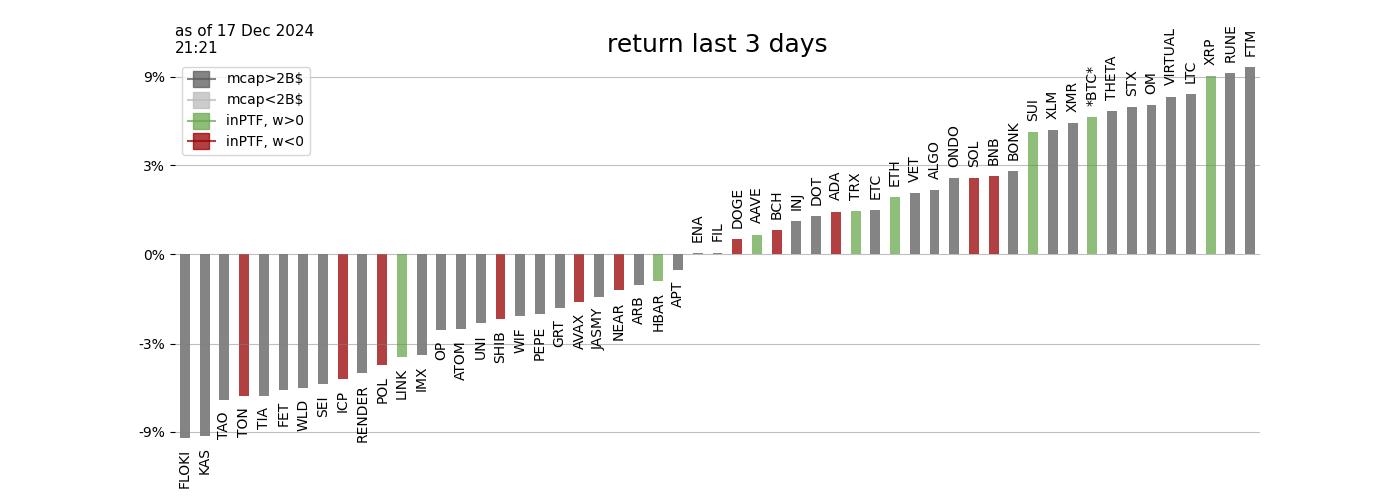 as of 17 Dec 2024
21:21
return last 3 days
mcap>2B$
mcap<2B$
inPTF, w>0
inPTF, w<0
9%
3%
0%
-3%
-9%
FLOKI
KAS
TAO
TON
TIA
FET
WLD
SEI
ICP
RENDER
POL
LINK
IMX
OP
ATOM
UNI
SHIB
WIF
PEPE
GRT
AVAX
JASMY
NEAR
ARB
HBAR
APT
ENA
FIL
DOGE
AAVE
BCH
INJ
DOT
ADA
TRX
ETC
ETH
VET
ALGO
ONDO
SOL
BNB
BONK
SUI
XLM
XMR
*BTC*
THETA
STX
OM
VIRTUAL
LTC
XRP
RUNE
FTM